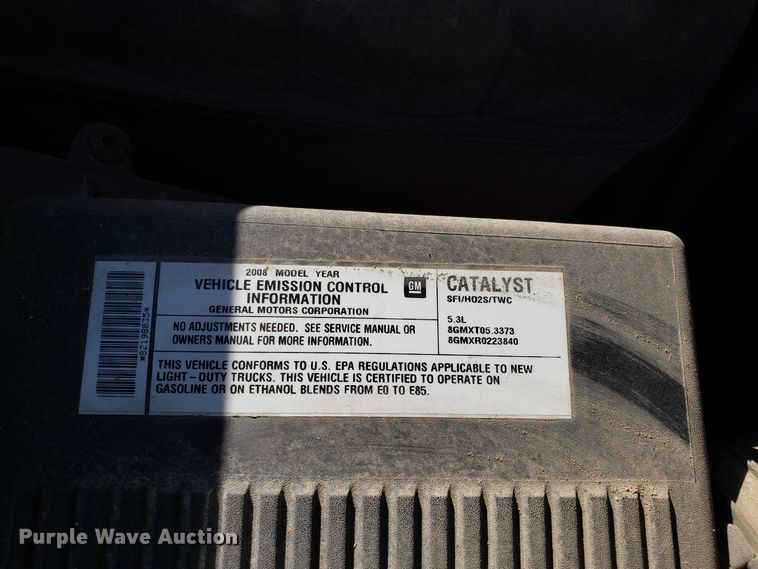 *82198835*
2008 MODEL YEAR
VEHICLE EMISSION CONTROL
INFORMATION
GENERAL MOTORS CORPORATION
GM
NO ADJUSTMENTS NEEDED. SEE SERVICE MANUAL OR
OWNERS MANUAL FOR MORE INFORMATION.
CATALYST
SFI/HO2S/TWC
5.3L
8GMXT05.3373
8GMXR0223840
THIS VEHICLE CONFORMS TO U.S. EPA REGULATIONS APPLICABLE TO NEW
LIGHT-DUTY TRUCKS. THIS VEHICLE IS CERTIFIED TO OPERATE ON
GASOLINE OR ON ETHANOL BLENDS FROM E0 TO E85.
Purple Wave Auction